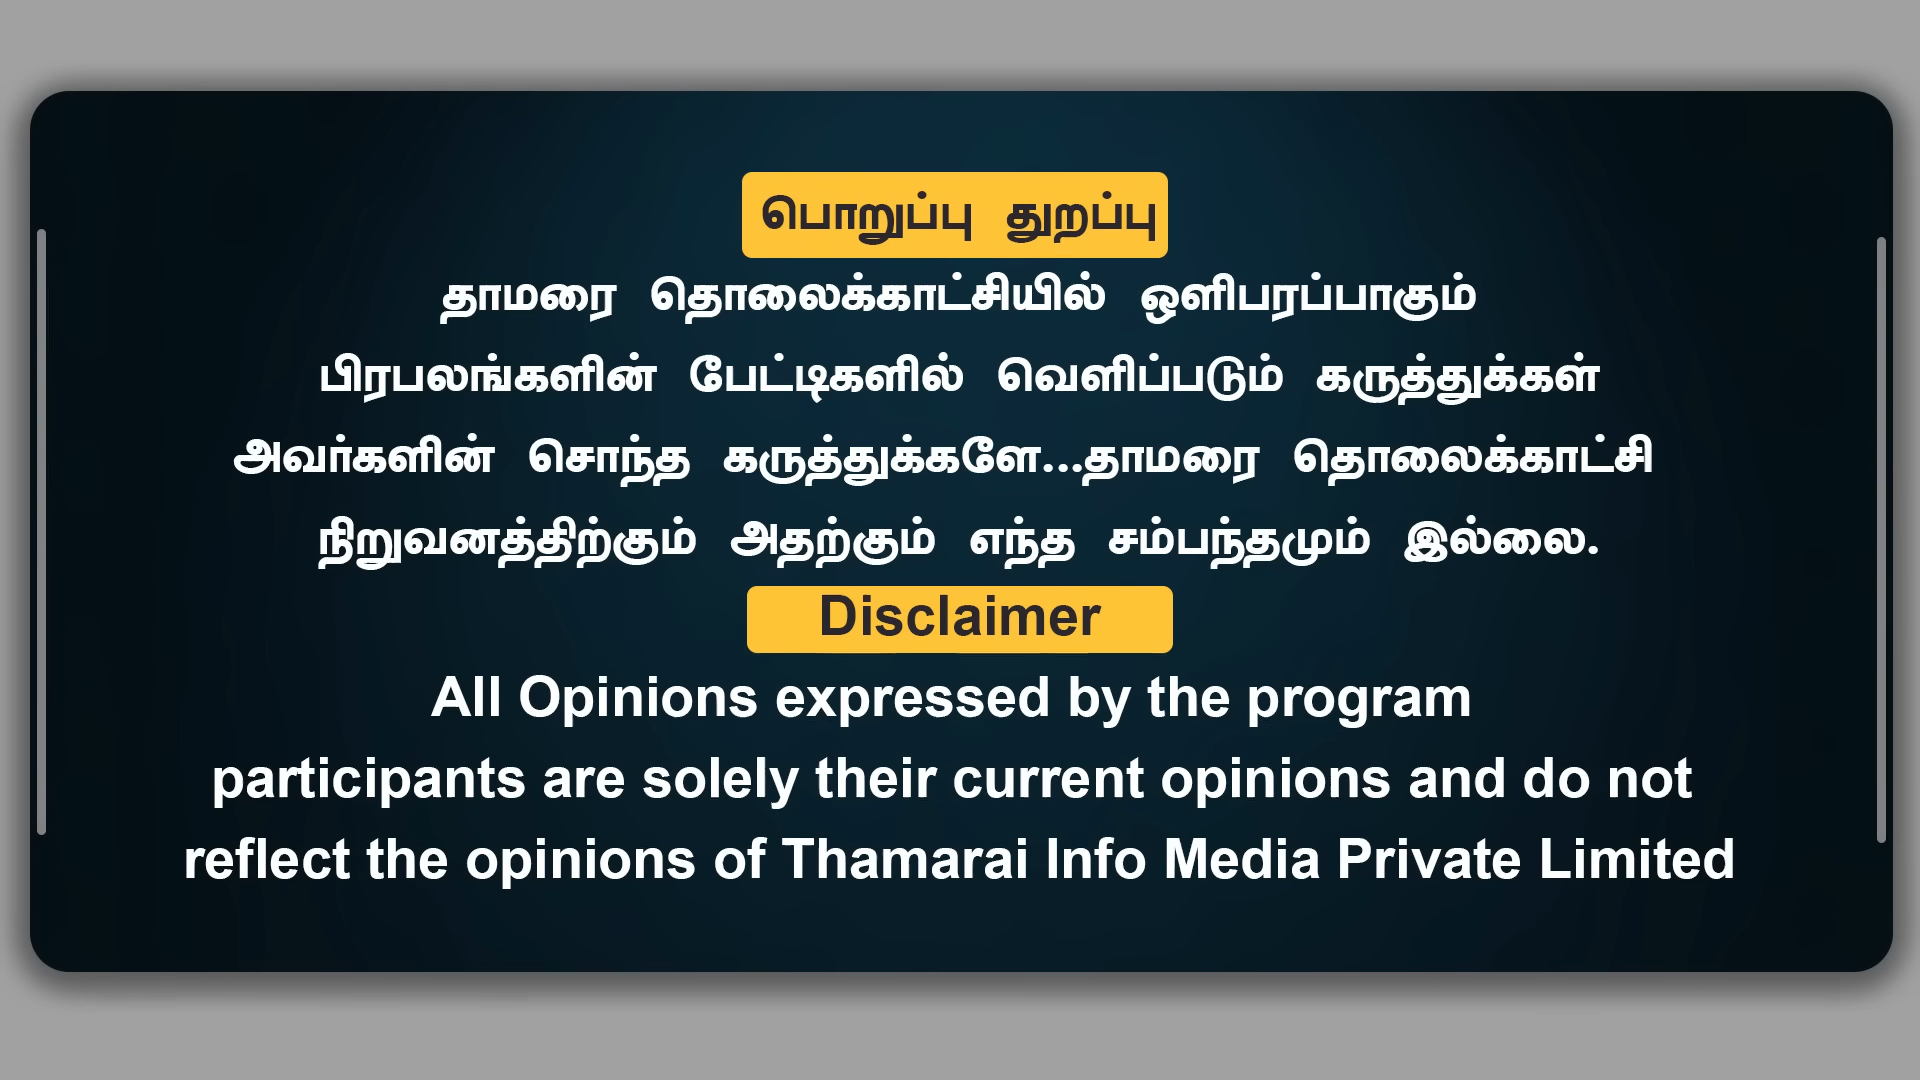 பொறுப்பு துறப்பு
தாமரை தொலைக்காட்சியில் ஒளிபரப்பாகும்
பிரபலங்களின் பேட்டிகளில் வெளிப்படும் கருத்துக்கள்
அவர்களின் சொந்த கருத்துக்களே...தாமரை தொலைக்காட்சி
நிறுவனத்திற்கும் அதற்கும் எந்த சம்பந்தமும் இல்லை.
Disclaimer
All Opinions expressed by the program
participants are solely their current opinions and do not
reflect the opinions of Thamarai Info Media Private Limited